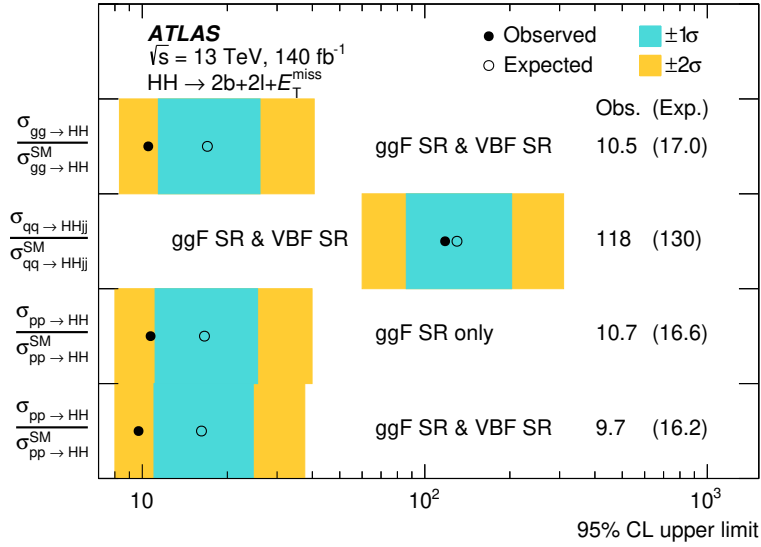 ATLAS
√s = 13 TeV, 140 fb⁻¹
HH → 2b+2l+E_T^miss
● Observed
○ Expected
±1σ
±2σ
Obs. (Exp.)
σ_gg → HH
σ^SM_gg → HH
ggF SR & VBF SR
10.5 (17.0)
σ_qq → HHjj
σ^SM_qq → HHjj
ggF SR & VBF SR
118 (130)
σ_pp → HH
σ^SM_pp → HH
ggF SR only
10.7 (16.6)
σ_pp → HH
σ^SM_pp → HH
ggF SR & VBF SR
9.7 (16.2)
10 10² 10³
95% CL upper limit